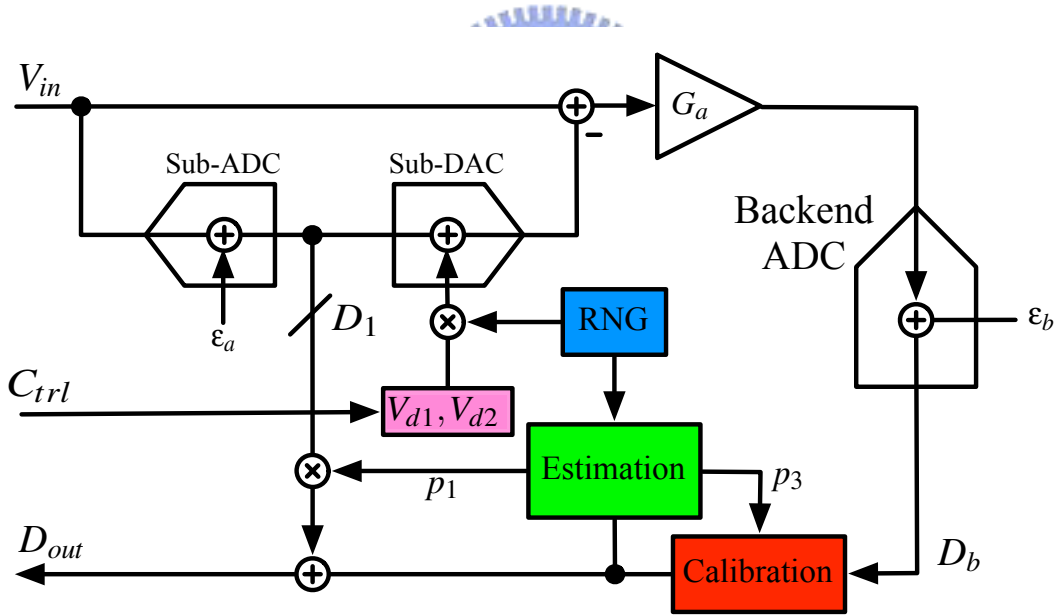 V_in
G_a
Sub-ADC
Sub-DAC
Backend
ADC
ε_a
D_1
RNG
ε_b
C_trl
V_d1, V_d2
Estimation
p_1
p_3
D_out
Calibration
D_b
+
+
+
-
+
×
×
+